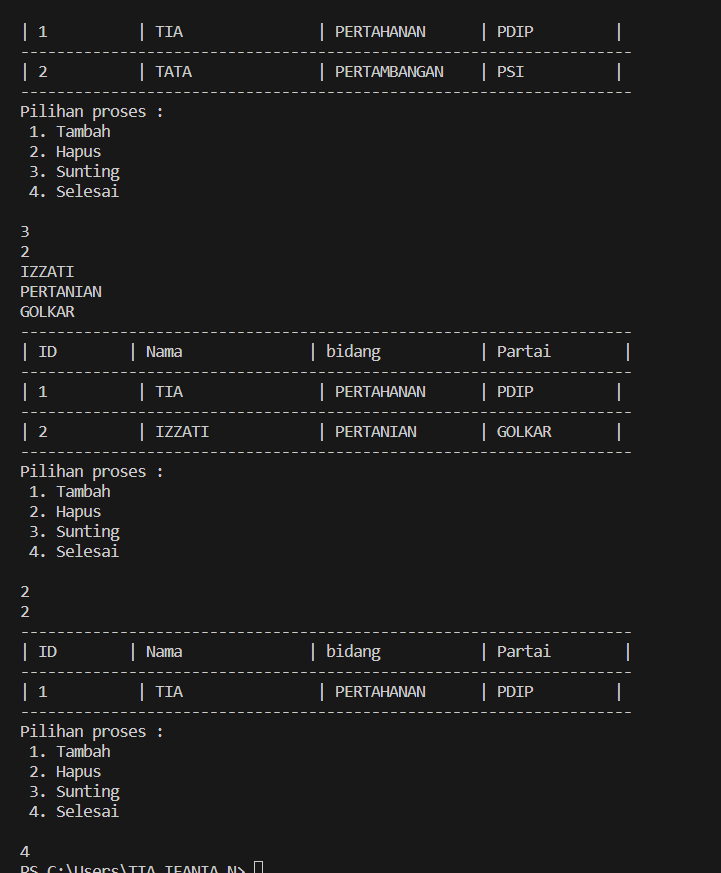 | 1          | TIA               | PERTAHANAN      | PDIP         |
--------------------------------------------------------------------
| 2          | TATA              | PERTAMBANGAN    | PSI          |
--------------------------------------------------------------------
Pilihan proses :
 1. Tambah
 2. Hapus
 3. Sunting
 4. Selesai

3
2
IZZATI
PERTANIAN
GOLKAR
--------------------------------------------------------------------
| ID        | Nama              | bidang           | Partai        |
--------------------------------------------------------------------
| 1          | TIA               | PERTAHANAN      | PDIP         |
--------------------------------------------------------------------
| 2          | IZZATI            | PERTANIAN       | GOLKAR       |
--------------------------------------------------------------------
Pilihan proses :
 1. Tambah
 2. Hapus
 3. Sunting
 4. Selesai

2
2
--------------------------------------------------------------------
| ID        | Nama              | bidang           | Partai        |
--------------------------------------------------------------------
| 1          | TIA               | PERTAHANAN      | PDIP         |
--------------------------------------------------------------------
Pilihan proses :
 1. Tambah
 2. Hapus
 3. Sunting
 4. Selesai

4
PS C:\Users\TIA IFANIA N>